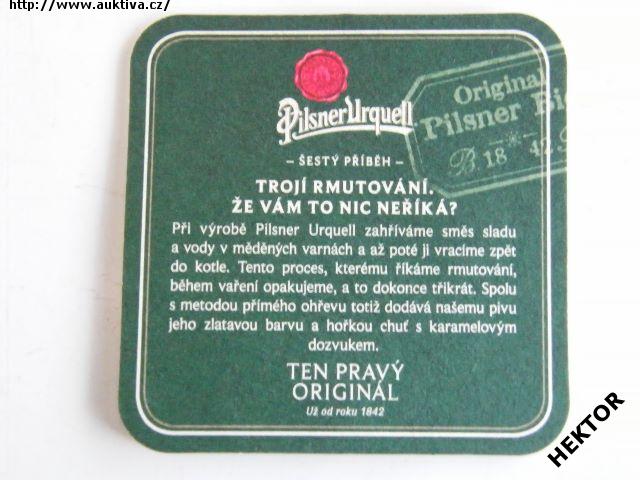 http://www.auktiva.cz/
Pilsner Urquell
Original
Pilsner Bi
B. 18 42
– ŠESTÝ PŘÍBĚH –
TROJÍ RMUTOVÁNÍ.
ŽE VÁM TO NIC NEŘÍKÁ?
Při výrobě Pilsner Urquell zahříváme směs sladu
a vody v měděných varnách a až poté ji vracíme zpět
do kotle. Tento proces, kterému říkáme rmutování,
během vaření opakujeme, a to dokonce třikrát. Spolu
s metodou přímého ohřevu totiž dodává našemu pivu
jeho zlatavou barvu a hořkou chuť s karamelovým
dozvukem.
TEN PRAVÝ
ORIGINÁL
Už od roku 1842
HEKTOR